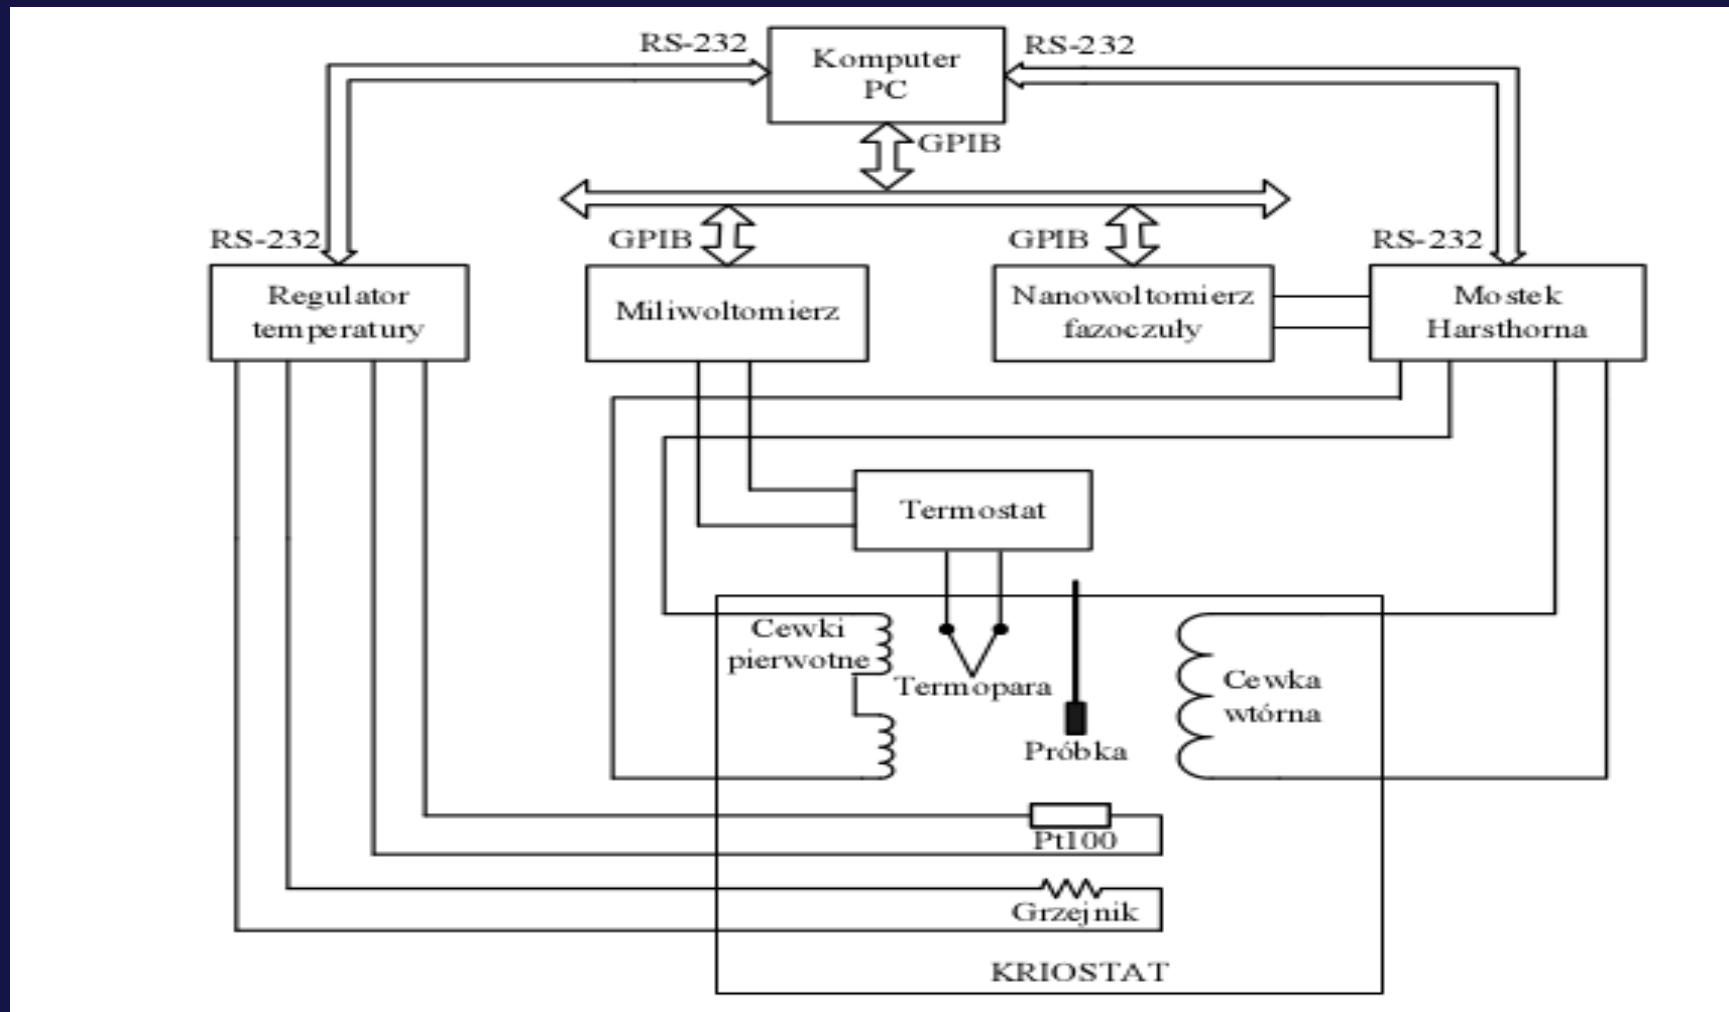 RS-232
Komputer
PC
RS-232
GPIB
RS-232
GPIB
GPIB
RS-232
Regulator
temperatury
Miliwoltomierz
Nanowoltomierz
fazoczuły
Mostek
Harsthorna
Termostat
Cewki
pierwotne
Termopara
Próbka
Cewka
wtórna
Pt100
Grzejnik
KRIOSTAT